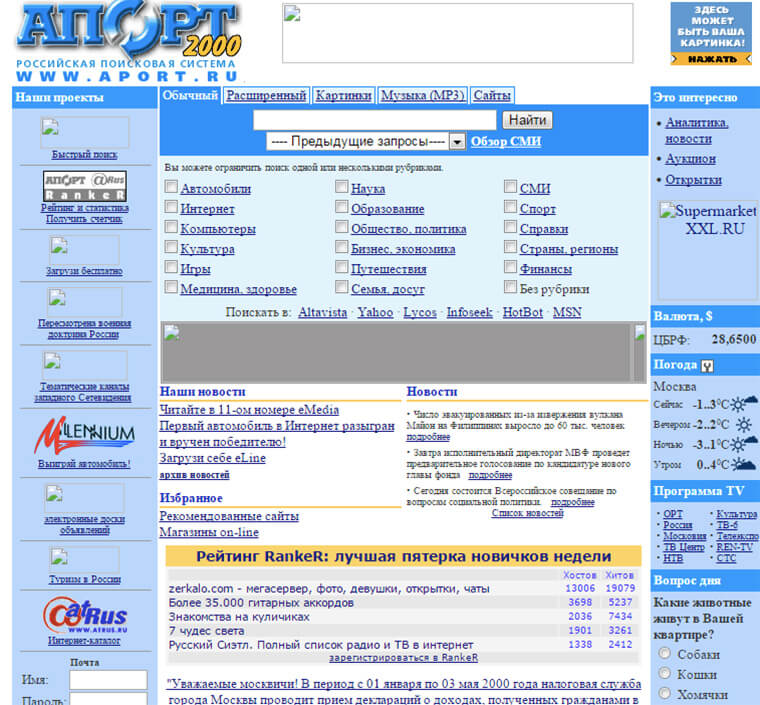 АПОРТ
2000
РОССИЙСКАЯ ПОИСКОВАЯ СИСТЕМА
WWW.APORT.RU
ЗДЕСЬ
МОЖЕТ
БЫТЬ ВАША
КАРТИНКА!
НАЖАТЬ
Наши проекты
Быстрый поиск
АПОРТ @Rus
RankeR
Рейтинг и статистика
Получить счетчик
Загрузи бесплатно
Пересмотрена военная
доктрина России
Тематические каналы
западного Сетевидения
MILENNIUM
Выиграй автомобиль!
электронные доски
объявлений
Туризм в России
@Rus
WWW.ATRUS.RU
Интернет-каталог
Почта
Имя:
Пароль:
Обычный Расширенный Картинки Музыка (MP3) Сайты
Найти
---- Предыдущие запросы---- Обзор СМИ
Вы можете ограничить поиск одной или несколькими рубриками.
Автомобили Наука СМИ
Интернет Образование Спорт
Компьютеры Общество, политика Справки
Культура Бизнес, экономика Страны, регионы
Игры Путешествия Финансы
Медицина, здоровье Семья, досуг Без рубрики
Поискать в: Altavista · Yahoo · Lycos · Infoseek · HotBot · MSN
Наши новости
Читайте в 11-ом номере eMedia
Первый автомобиль в Интернет разыгран
и вручен победителю!
Загрузи себе eLine
архив новостей
Избранное
Рекомендованные сайты
Магазины on-line
Новости
· Число эвакуированных из-за извержения вулкана
Майон на Филиппинах выросло до 60 тыс. человек
подробнее
· Завтра исполнительный директорат МВФ проведет
предварительное голосование по кандидатуре нового
главы фонда подробнее
· Сегодня состоится Всероссийское совещание по
вопросам социальной политики. подробнее
Список новостей
Рейтинг RankeR: лучшая пятерка новичков недели
Хостов Хитов
zerkalo.com - мегасервер, фото, девушки, открытки, чаты 13006 19079
Более 35.000 гитарных аккордов 3698 5237
Знакомства на куличиках 2036 7434
7 чудес света 1901 3261
Русский Сиэтл. Полный список радио и ТВ в интернет 1338 2412
зарегистрироваться в RankeR
"Уважаемые москвичи! В период с 01 января по 03 мая 2000 года налоговая служба
города Москвы проводит прием деклараций о доходах, полученных гражданами в
Это интересно
• Аналитика,
новости
• Аукцион
• Открытки
Supermarket
XXL.RU
Валюта, $
ЦБРФ: 28,6500
Погода
Москва
Сейчас -1..3°C
Вечером -2..2°C
Ночью -3..1°C
Утром 0..4°C
Программа TV
· ОРТ · Культура
· Россия · ТВ-6
· Московия · Телеэкспо
· ТВ Центр · REN-TV
· НТВ · СТС
Вопрос дня
Какие животные
живут в Вашей
квартире?
Собаки
Кошки
Хомячки